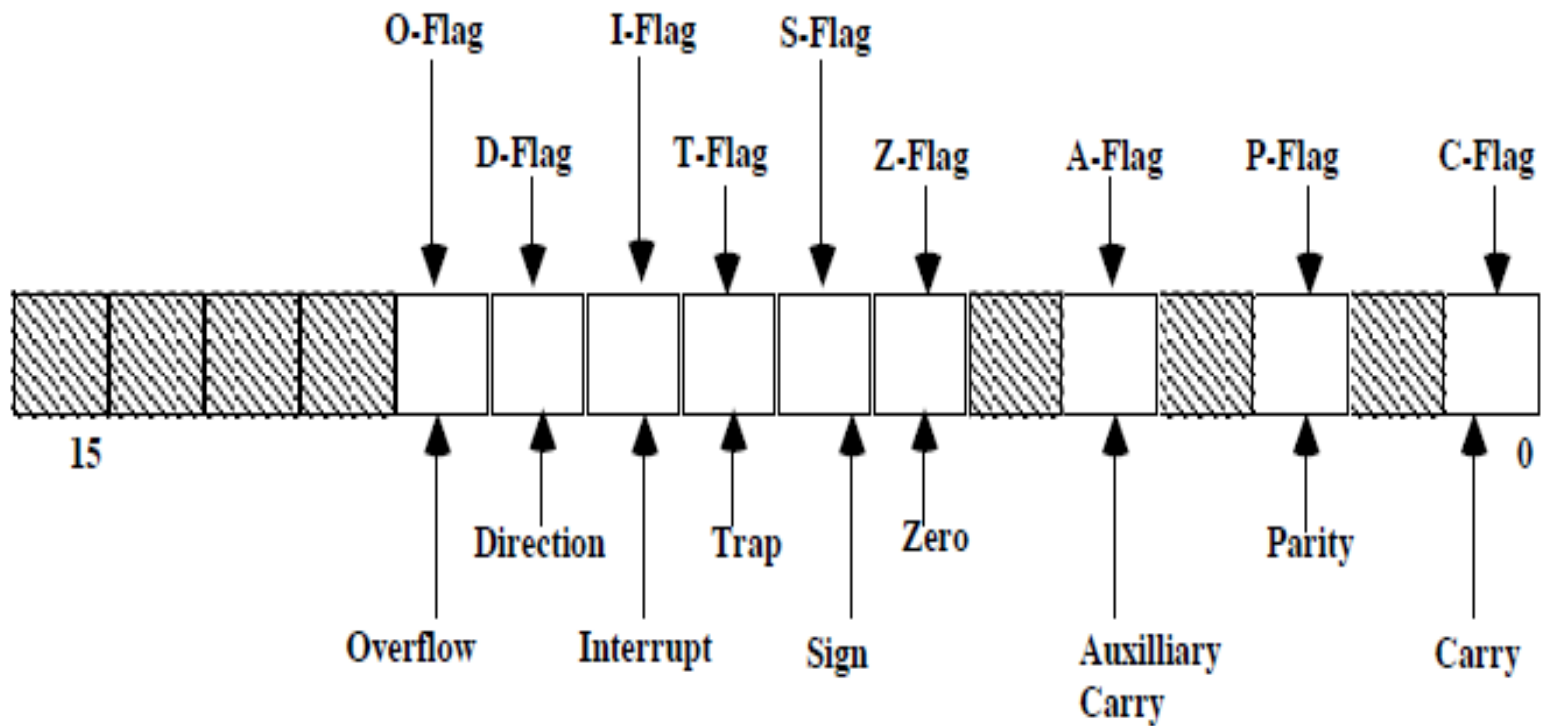 O-Flag
I-Flag
S-Flag
D-Flag
T-Flag
Z-Flag
A-Flag
P-Flag
C-Flag
15
0
Direction
Trap
Zero
Parity
Overflow
Interrupt
Sign
Auxilliary
Carry
Carry